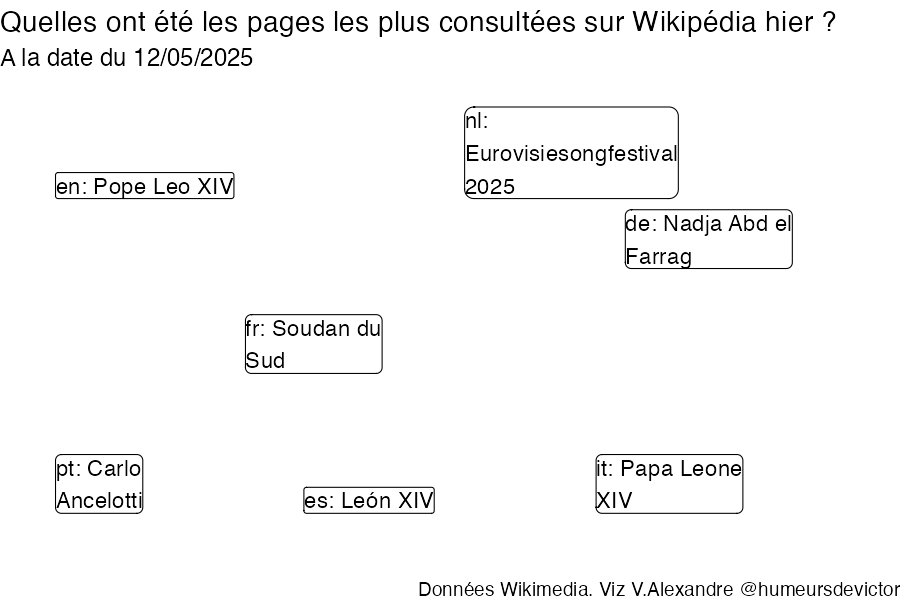 Quelles ont été les pages les plus consultées sur Wikipédia hier ?
A la date du 12/05/2025
nl:
Eurovisiesongfestival
2025
en: Pope Leo XIV
de: Nadja Abd el
Farrag
fr: Soudan du
Sud
pt: Carlo
Ancelotti
es: León XIV
it: Papa Leone
XIV
Données Wikimedia. Viz V.Alexandre @humeursdevictor